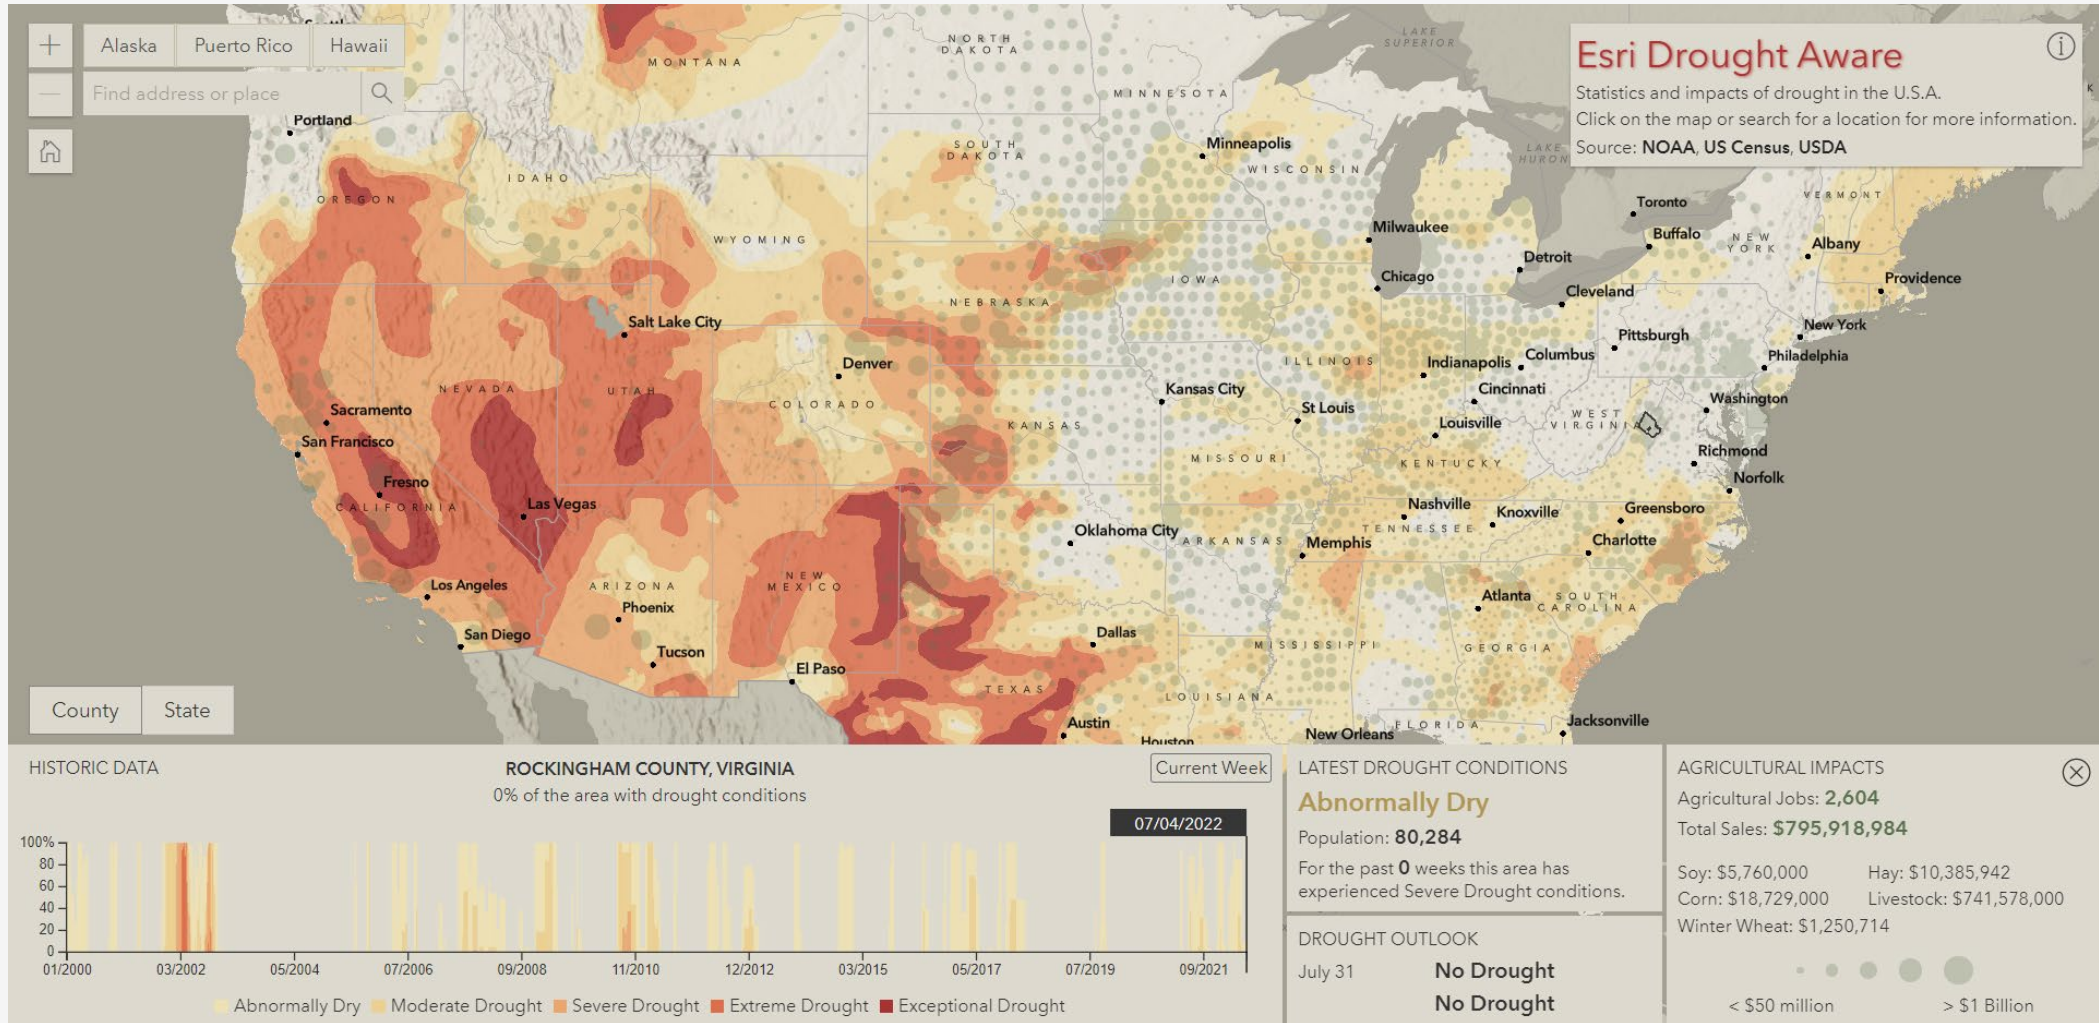 Alaska
Puerto Rico
Hawaii
Find address or place
Esri Drought Aware
Statistics and impacts of drought in the U.S.A.
Click on the map or search for a location for more information.
Source: NOAA, US Census, USDA
NORTH
DAKOTA
LAKE
SUPERIOR
MONTANA
MINNESOTA
Portland
SOUTH
DAKOTA
Minneapolis
WISCONSIN
LAKE
HURON
IDAHO
OREGON
VERMONT
Toronto
Milwaukee
Buffalo
NEW
YORK
Albany
WYOMING
Detroit
Chicago
IOWA
Cleveland
Providence
NEBRASKA
Salt Lake City
New York
Pittsburgh
Philadelphia
Denver
ILLINOIS
Indianapolis
Columbus
NEVADA
UTAH
COLORADO
Kansas City
Cincinnati
Washington
Sacramento
St Louis
WEST
VIRGINIA
San Francisco
KANSAS
Louisville
Richmond
MISSOURI
KENTUCKY
Fresno
Norfolk
CALIFORNIA
Las Vegas
Nashville
Knoxville
Greensboro
Oklahoma City
ARKANSAS
TENNESSEE
Memphis
Charlotte
NEW
MEXICO
Los Angeles
ARIZONA
Phoenix
Atlanta
SOUTH
CAROLINA
San Diego
Dallas
MISSISSIPPI
GEORGIA
Tucson
El Paso
TEXAS
LOUISIANA
County
State
Austin
Houston
New Orleans
FLORIDA
Jacksonville
HISTORIC DATA
ROCKINGHAM COUNTY, VIRGINIA
0% of the area with drought conditions
Current Week
07/04/2022
100%
80
60
40
20
0
01/2000
03/2002
05/2004
07/2006
09/2008
11/2010
12/2012
03/2015
05/2017
07/2019
09/2021
Abnormally Dry
Moderate Drought
Severe Drought
Extreme Drought
Exceptional Drought
LATEST DROUGHT CONDITIONS
Abnormally Dry
Population: 80,284
For the past 0 weeks this area has
experienced Severe Drought conditions.
DROUGHT OUTLOOK
July 31 No Drought
No Drought
AGRICULTURAL IMPACTS
Agricultural Jobs: 2,604
Total Sales: $795,918,984
Soy: $5,760,000 Hay: $10,385,942
Corn: $18,729,000 Livestock: $741,578,000
Winter Wheat: $1,250,714
< $50 million > $1 Billion